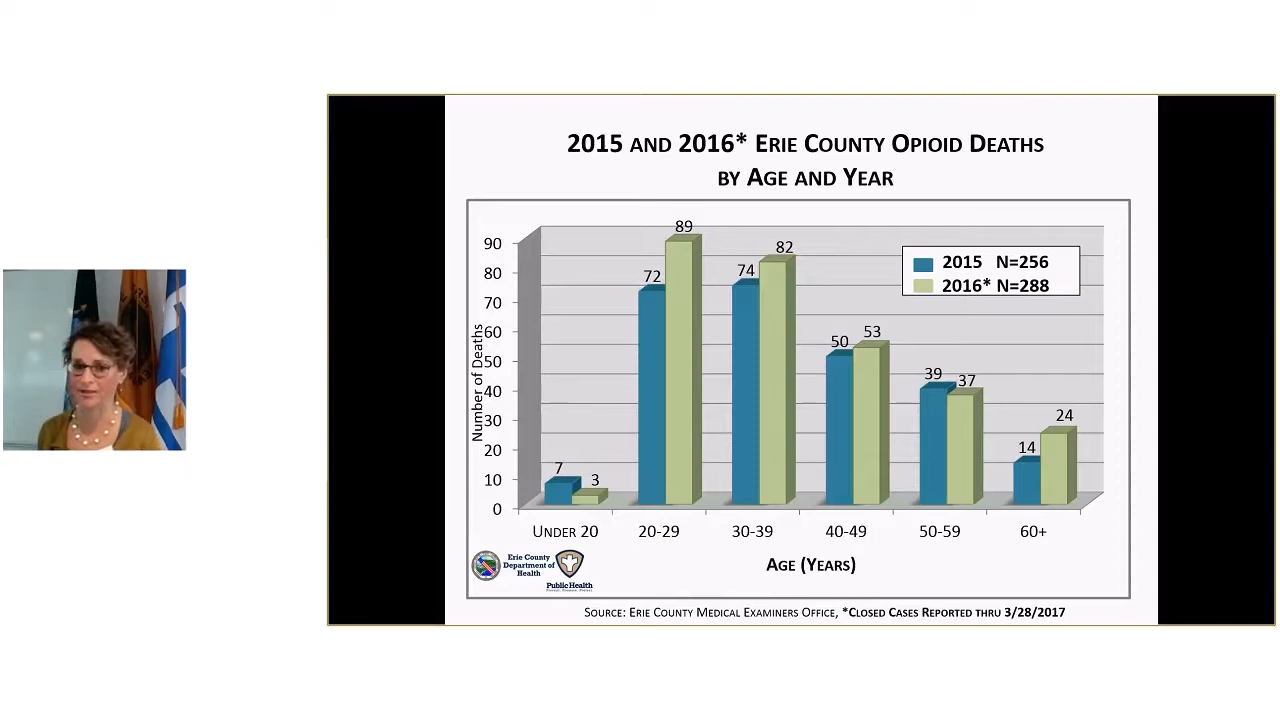 2015 AND 2016* ERIE COUNTY OPIOID DEATHS
BY AGE AND YEAR
Number of Deaths
90
80
70
60
50
40
30
20
10
0
7
3
72
89
74
82
50
53
39
37
14
24
2015 N=256
2016* N=288
UNDER 20
20-29
30-39
40-49
50-59
60+
AGE (YEARS)
Erie County
Department of
Health
Public Health
SOURCE: ERIE COUNTY MEDICAL EXAMINERS OFFICE, *CLOSED CASES REPORTED THRU 3/28/2017